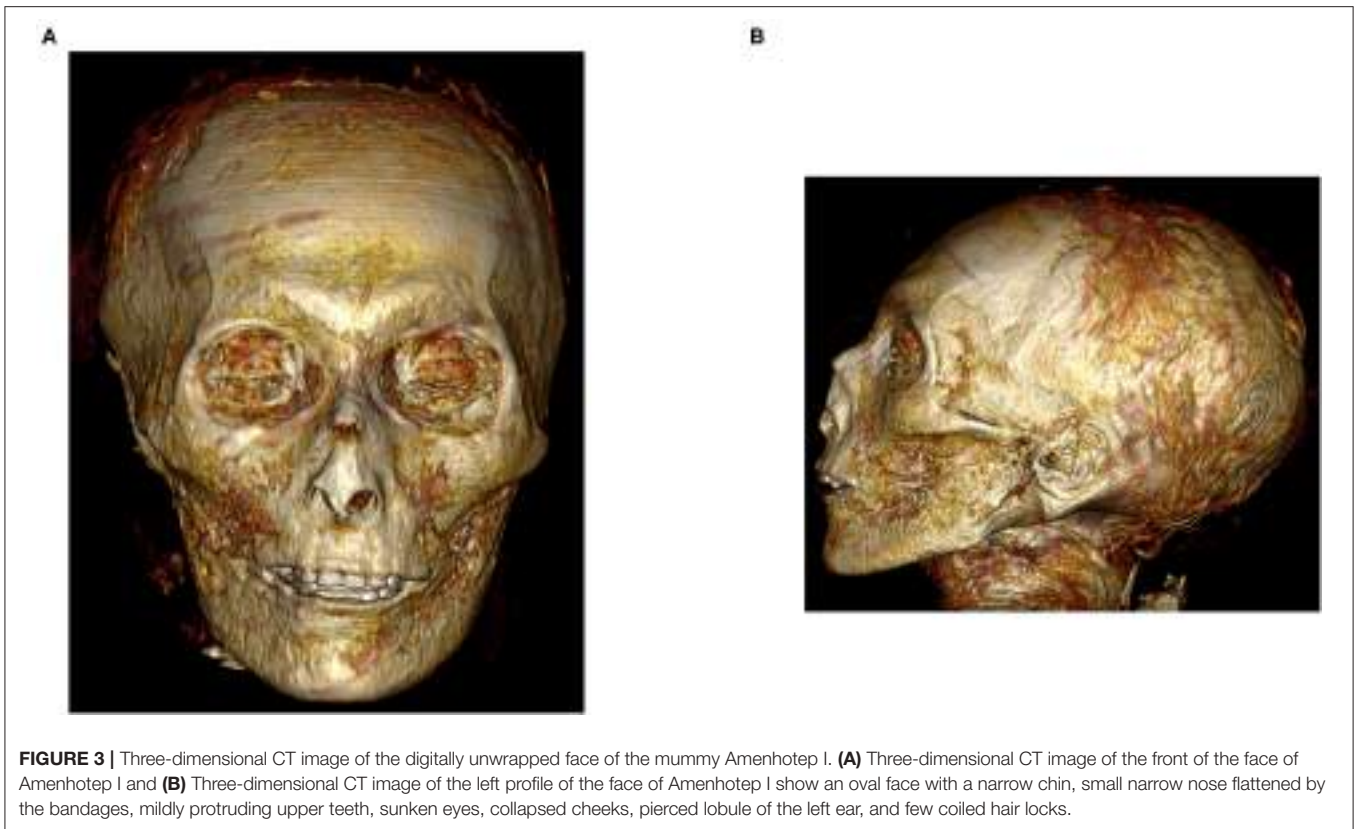 A
B
FIGURE 3 | Three-dimensional CT image of the digitally unwrapped face of the mummy Amenhotep I. (A) Three-dimensional CT image of the front of the face of
Amenhotep I and (B) Three-dimensional CT image of the left profile of the face of Amenhotep I show an oval face with a narrow chin, small narrow nose flattened by
the bandages, mildly protruding upper teeth, sunken eyes, collapsed cheeks, pierced lobule of the left ear, and few coiled hair locks.